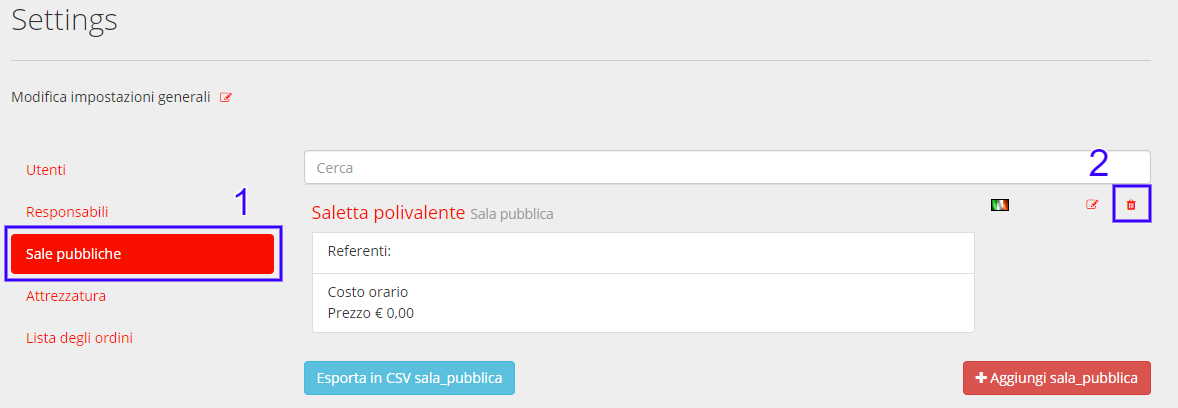 Settings
Modifica impostazioni generali
Utenti
Responsabili
1
Sale pubbliche
Attrezzatura
Lista degli ordini
Cerca
2
Saletta polivalente Sala pubblica
Referenti:
Costo orario
Prezzo € 0,00
Esporta in CSV sala_pubblica
Aggiungi sala_pubblica